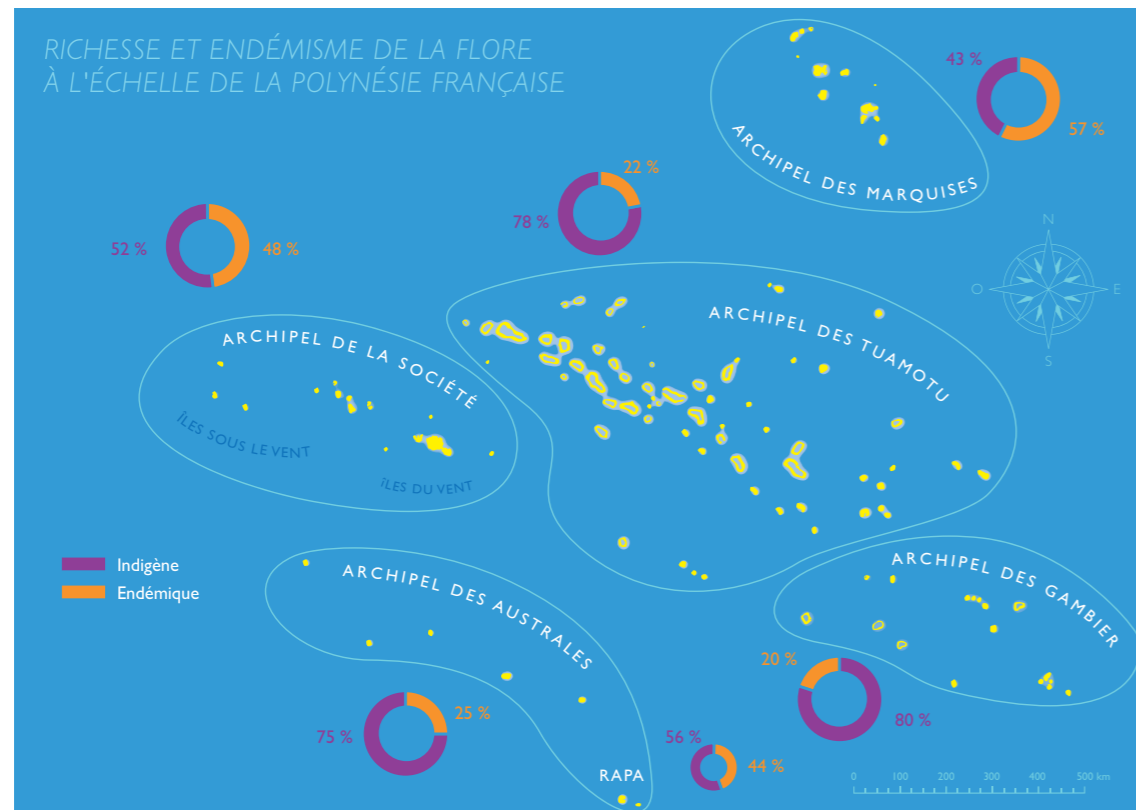 RICHESSE ET ENDÉMISME DE LA FLORE
À L'ÉCHELLE DE LA POLYNÉSIE FRANÇAISE
43 %
57 %
ARCHIPEL DES MARQUISES
22 %
78 %
52 %
48 %
N
O
E
S
ARCHIPEL DES TUAMOTU
ARCHIPEL DE LA SOCIÉTÉ
ÎLES SOUS LE VENT
ÎLES DU VENT
Indigène
Endémique
ARCHIPEL DES AUSTRALES
ARCHIPEL DES GAMBIER
20 %
80 %
25 %
75 %
56 %
44 %
RAPA
0 100 200 300 400 500 km